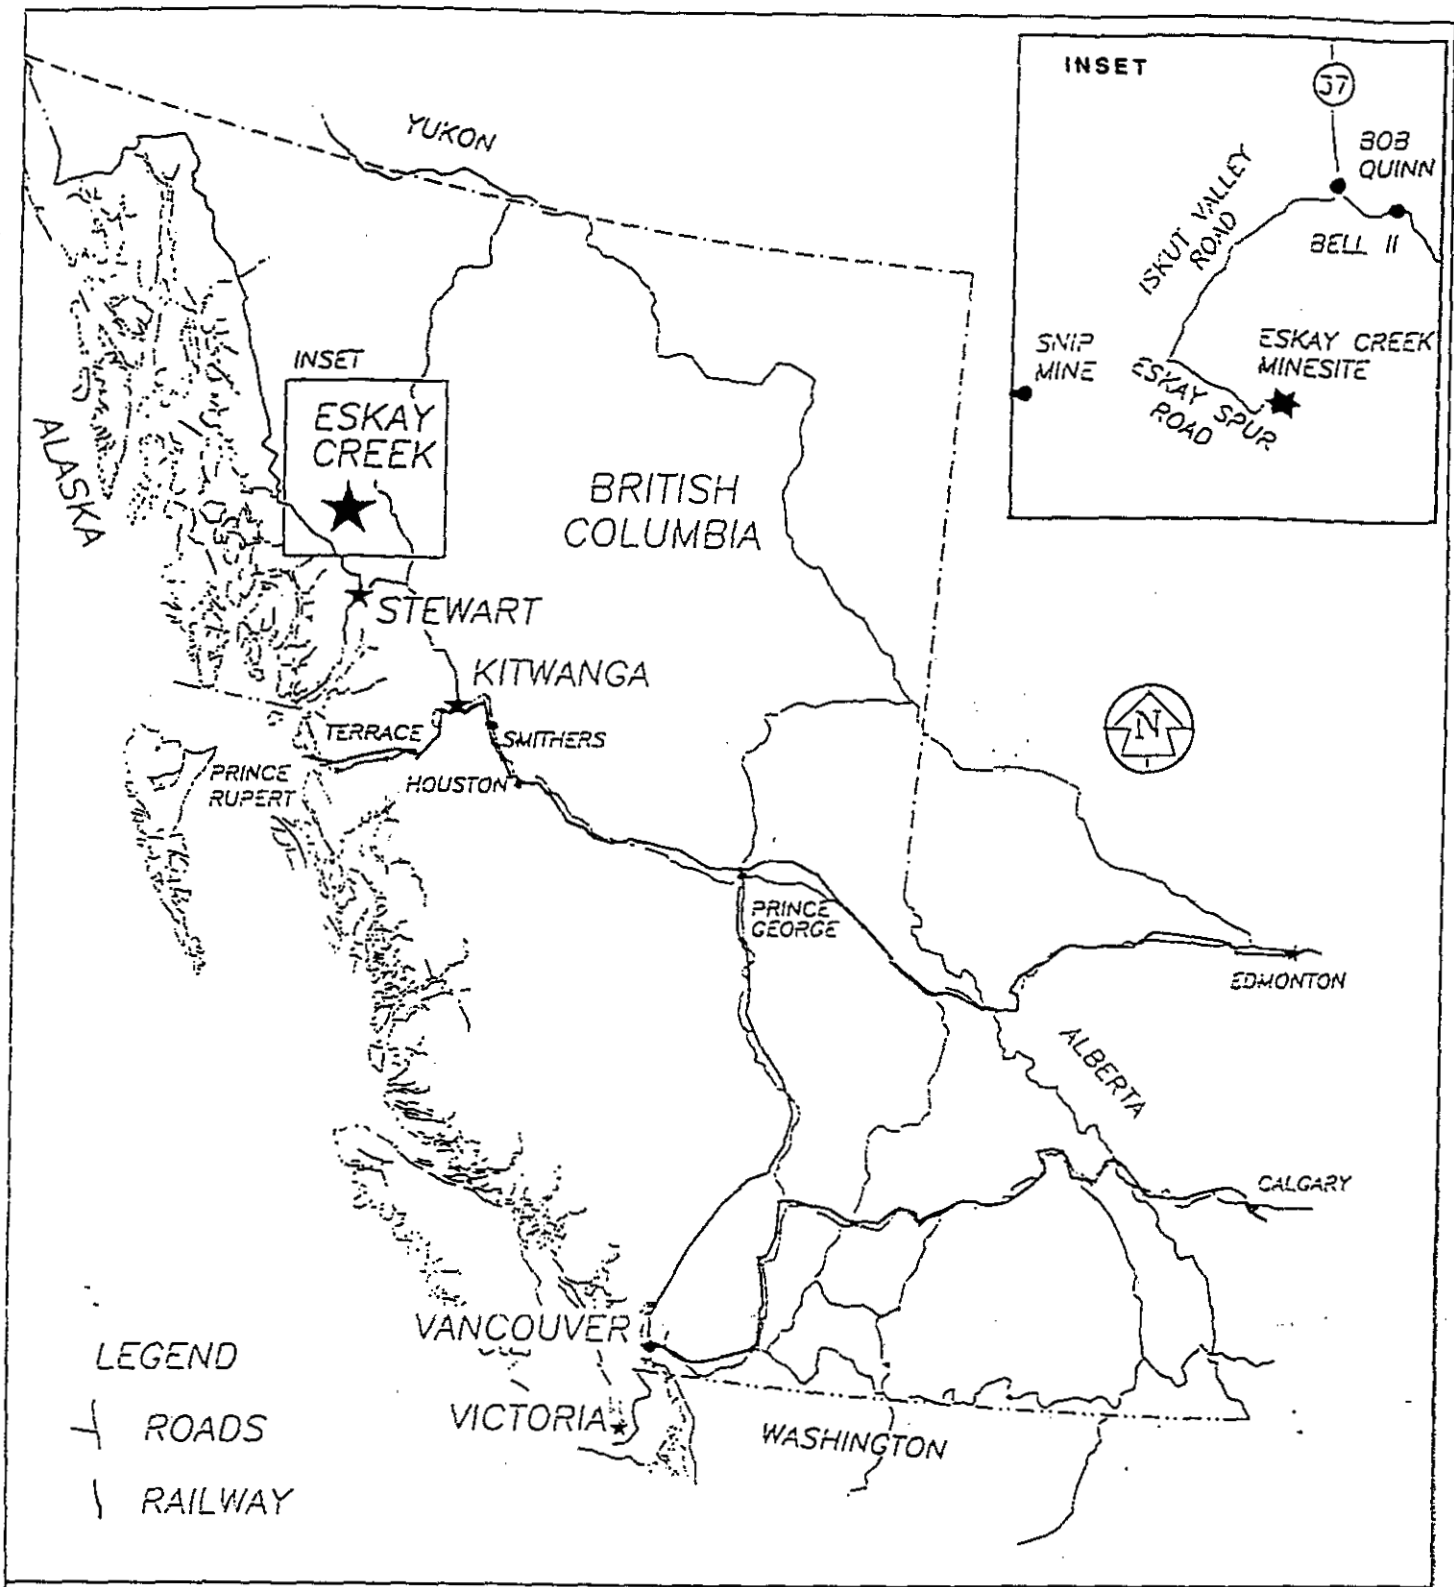 INSET
37
BOB
QUINN
BELL II
ISKUT VALLEY
ROAD
SNIP
MINE
ESKAY CREEK
MINESITE
ESKAY SPUR
ROAD
YUKON
INSET
ESKAY
CREEK
ALASKA
BRITISH
COLUMBIA
STEWART
KITWANGA
TERRACE
SMITHERS
PRINCE
RUPERT
HOUSTON
N
PRINCE
GEORGE
EDMONTON
ALBERTA
CALGARY
VANCOUVER
VICTORIA
WASHINGTON
LEGEND
ROADS
RAILWAY